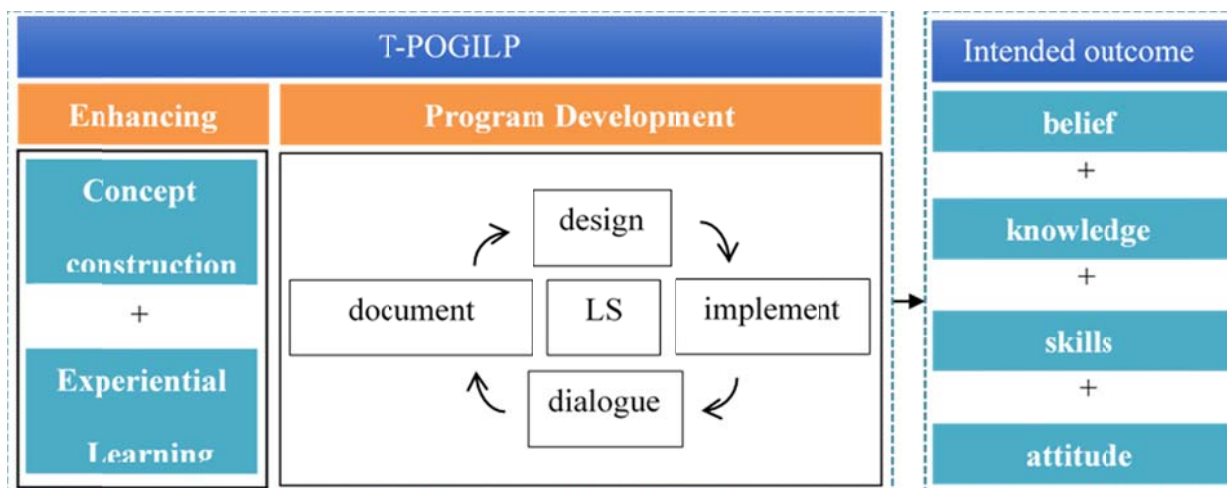 T-POGILP
Intended outcome
Enhancing
Program Development
Concept
construction
+
Experiential
Learning
design
document
LS
implement
dialogue
belief
+
knowledge
+
skills
+
attitude